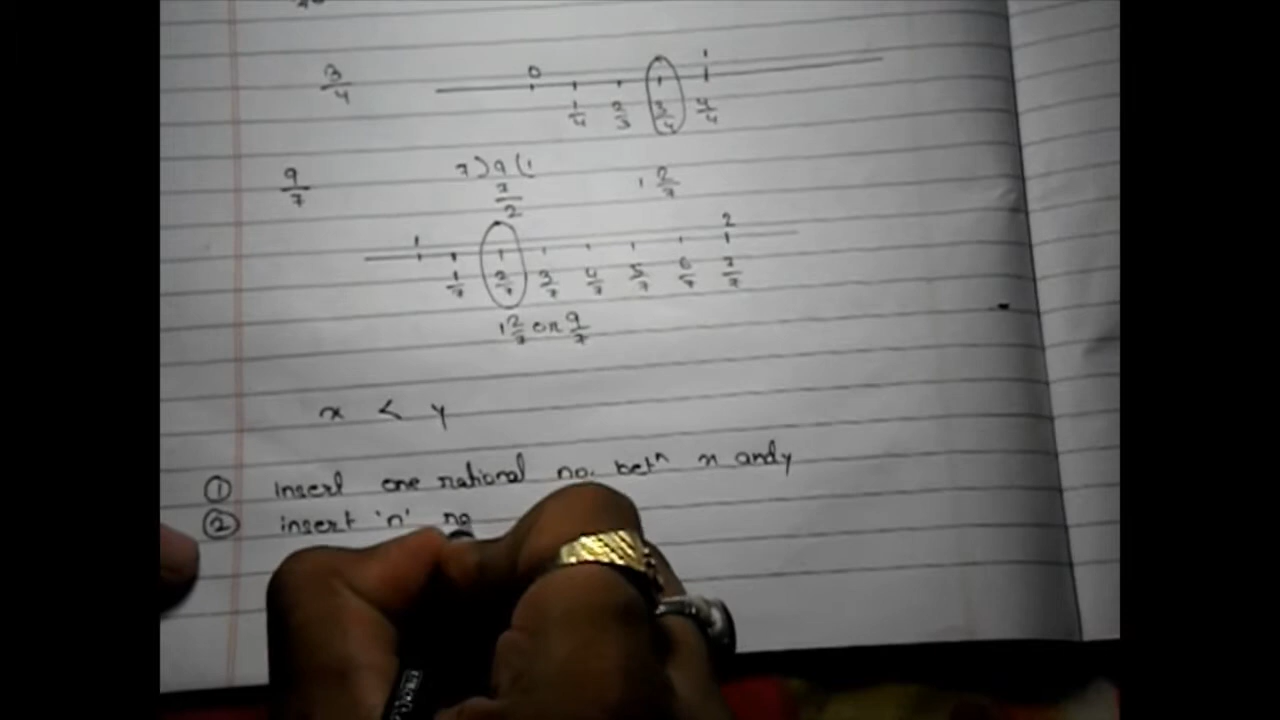 3/4
0 1
1/4 2/3 3/4 4/4
9/7 7)9(1 1 2/7
7
2
1 2
1/7 2/7 3/7 4/7 5/7 6/7 7/7
1 2/7 or 9/7
x < y
① insert one rational no. betn x and y
② insert 'n' no